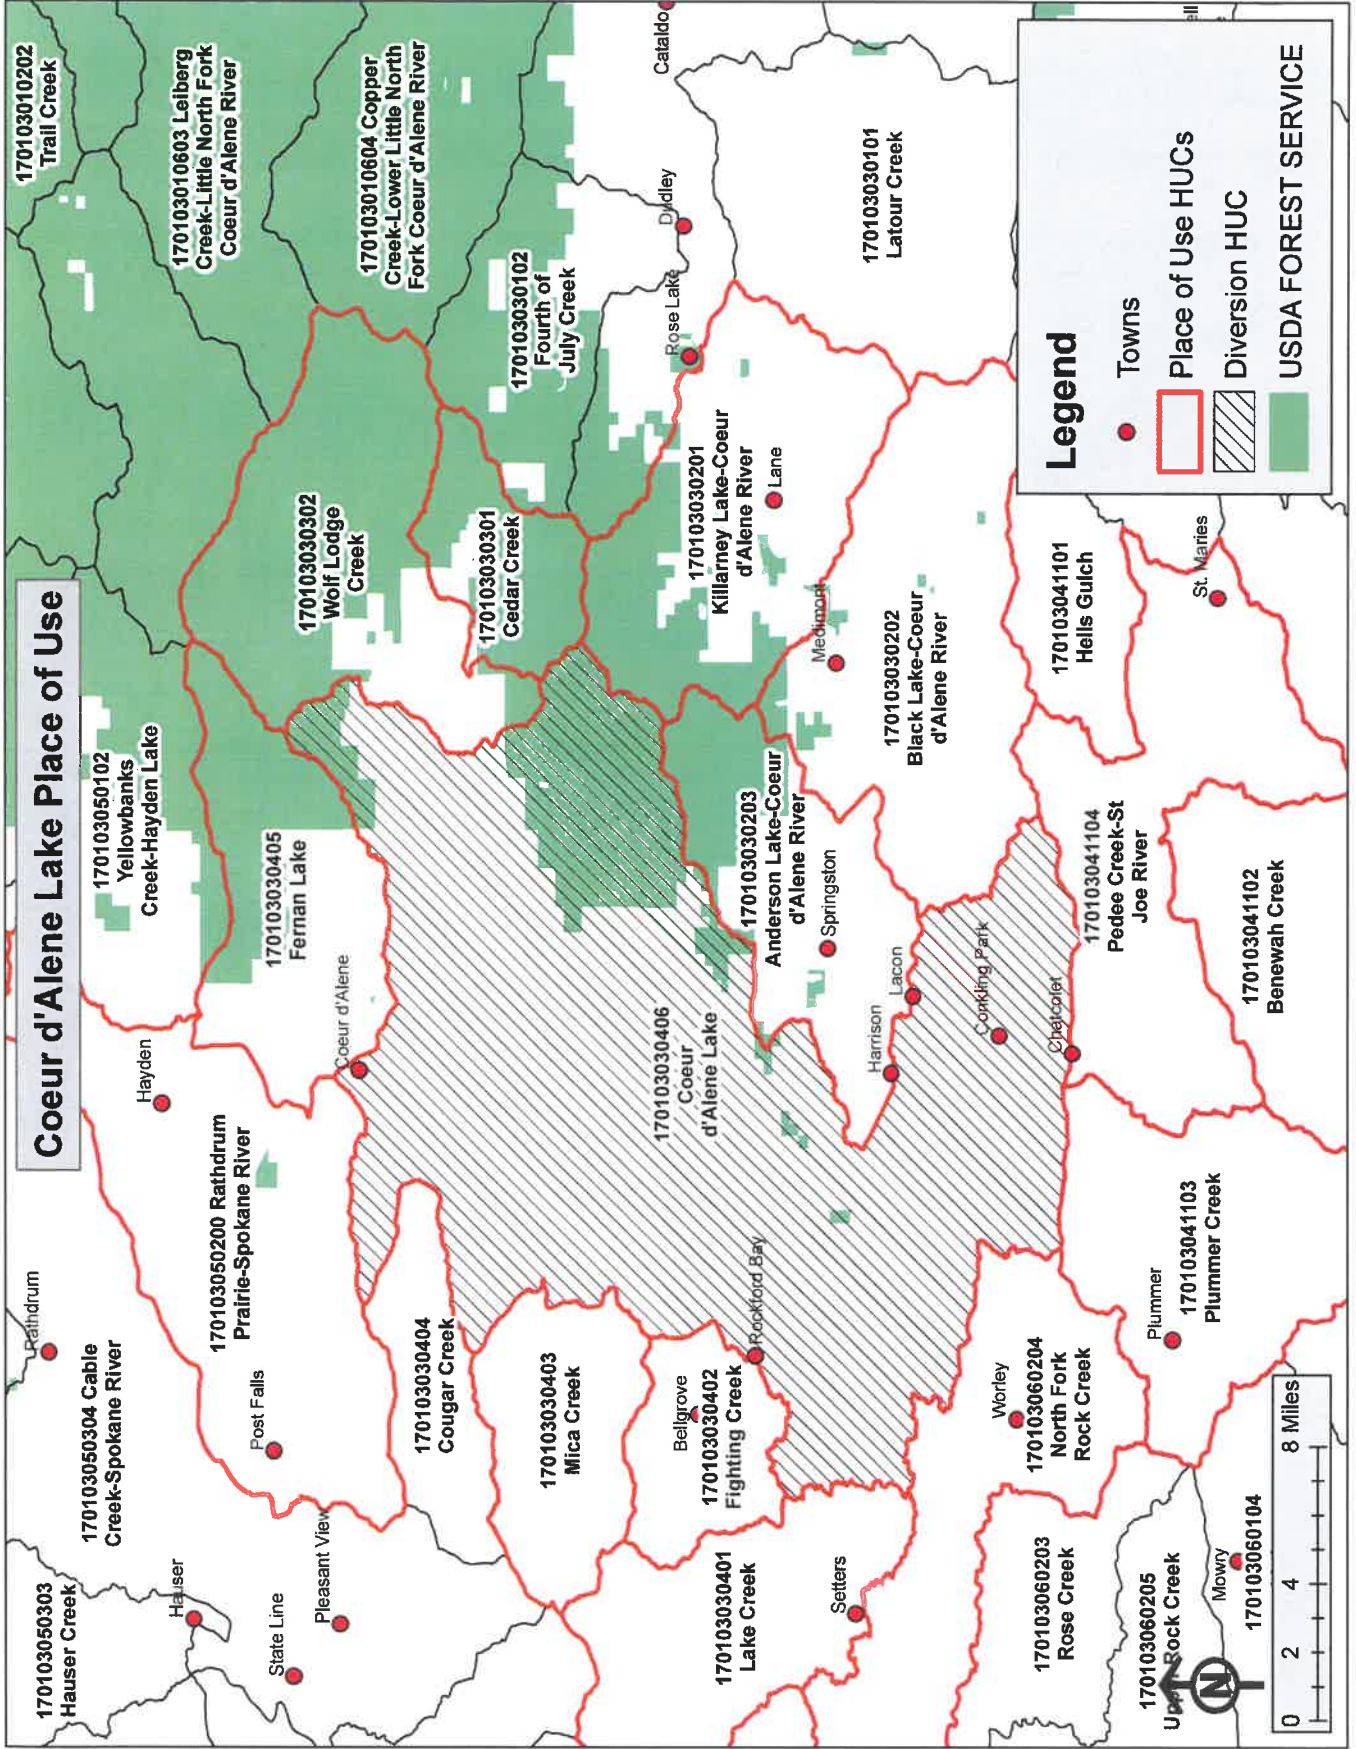 Coeur d'Alene Lake Place of Use
170103050303
Hauser Creek
Hauser
State Line
Pleasant View
170103050304 Cable
Creek-Spokane River
Rathdrum
Post Falls
170103050200 Rathdrum
Prairie-Spokane River
Hayden
170103050102
Yellowbanks
Creek-Hayden Lake
170103010202
Trail Creek
170103010603 Leiberg
Creek-Little North Fork
Coeur d'Alene River
170103010604 Copper
Creek-Lower Little North
Fork Coeur d'Alene River
170103030405
Fernan Lake
Coeur d'Alene
170103030302
Wolf Lodge
Creek
170103030301
Cedar Creek
170103030102
Fourth of
July Creek
Cataldo
Dudley
Rose Lake
170103030404
Cougar Creek
170103030403
Mica Creek
Bellgrove
170103030402
Fighting Creek
Rockford Bay
170103030406
Coeur
d'Alene Lake
170103030201
Killarney Lake-Coeur
d'Alene River
Lane
170103030101
Latour Creek
170103030203
Anderson Lake-Coeur
d'Alene River
Springston
Medimont
170103030202
Black Lake-Coeur
d'Alene River
170103030401
Lake Creek
Setters
Harrison
Lacon
Conkling Park
Chatcolet
Worley
170103060204
North Fork
Rock Creek
170103060203
Rose Creek
170103041104
Pedee Creek-St
Joe River
170103041101
Hells Gulch
St. Maries
170103041102
Benewah Creek
Plummer
170103041103
Plummer Creek
170103060205
Upper Rock Creek
Mowry
170103060104
N
0 2 4 8 Miles
ell
Legend
Towns
Place of Use HUCs
Diversion HUC
USDA FOREST SERVICE